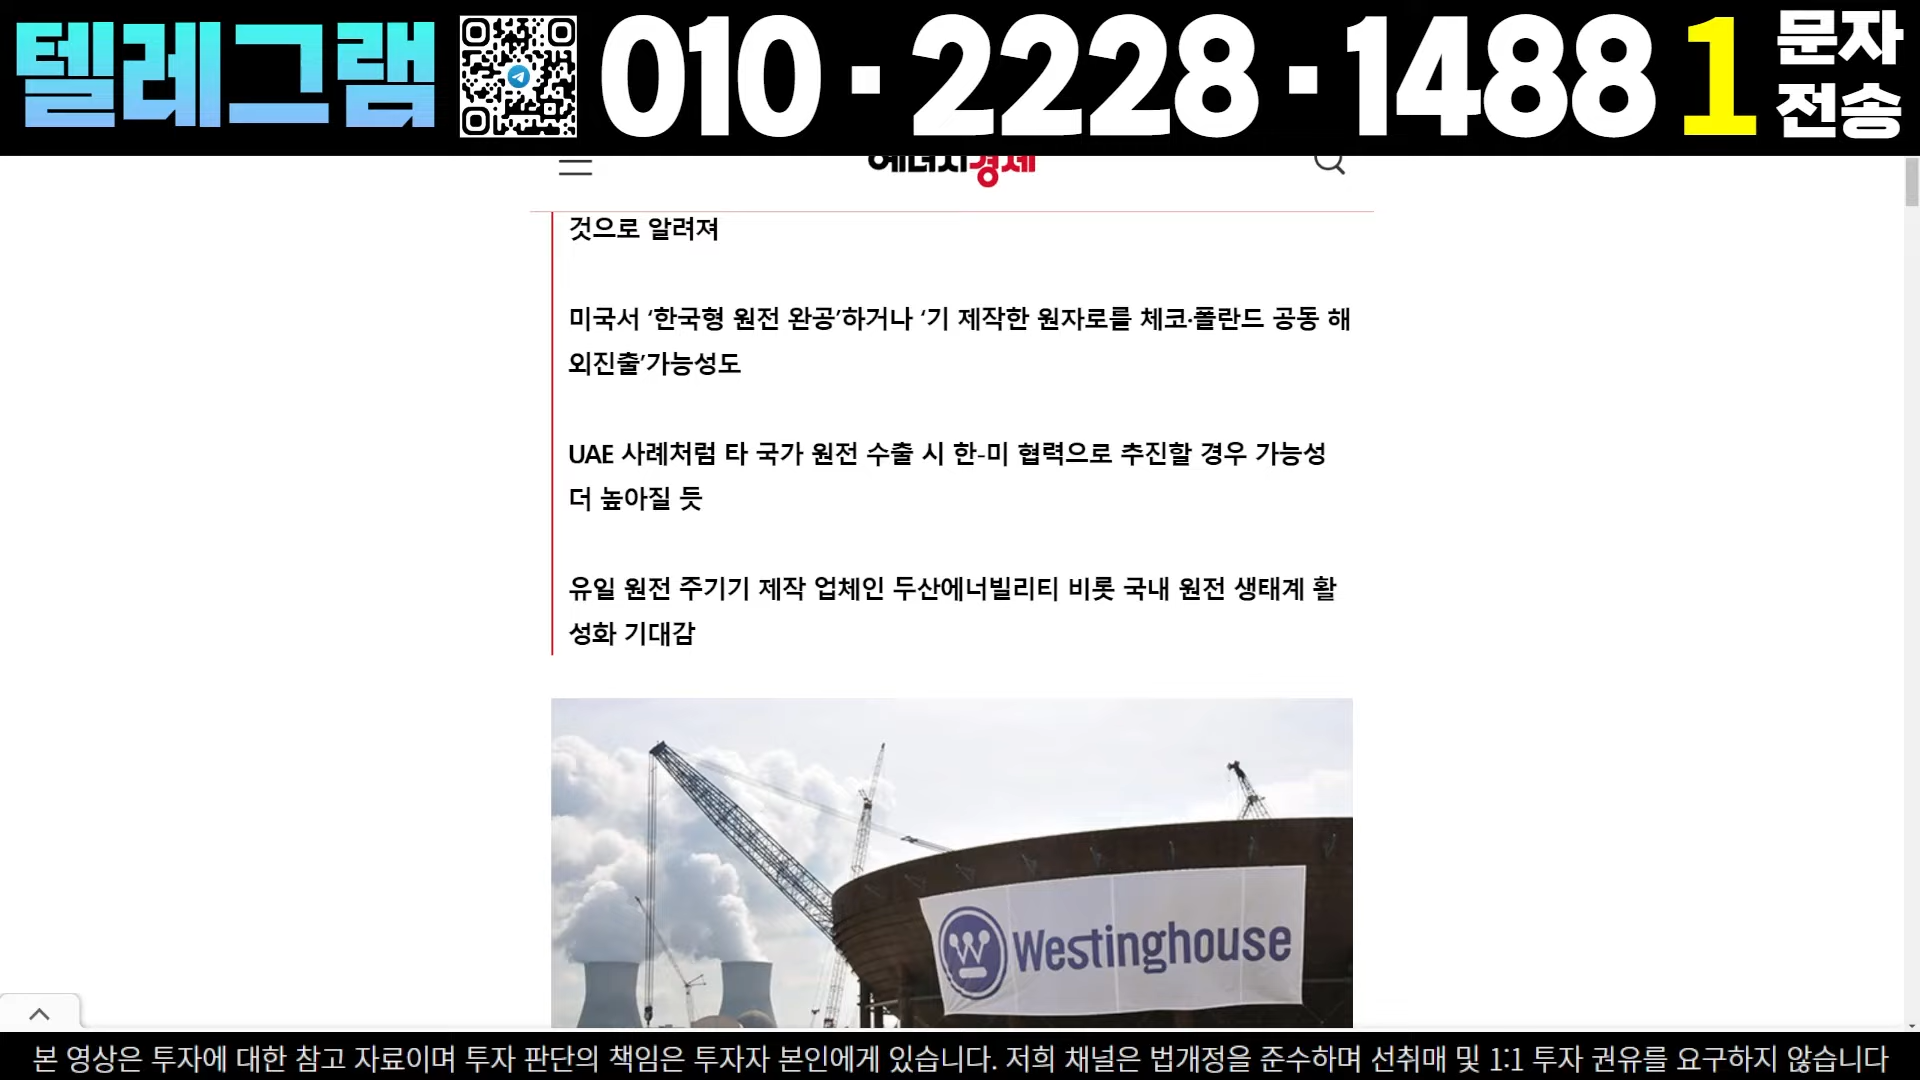 텔레그램
010·2228·1488 1
문자
전송
에너지경제
것으로 알려져
미국서 ‘한국형 원전 완공’하거나 ‘기 제작한 원자로를 체코·폴란드 공동 해
외진출’가능성도
UAE 사례처럼 타 국가 원전 수출 시 한-미 협력으로 추진할 경우 가능성
더 높아질 듯
유일 원전 주기기 제작 업체인 두산에너빌리티 비롯 국내 원전 생태계 활
성화 기대감
W Westinghouse
본 영상은 투자에 대한 참고 자료이며 투자 판단의 책임은 투자자 본인에게 있습니다. 저희 채널은 법개정을 준수하며 선취매 및 1:1 투자 권유를 요구하지 않습니다